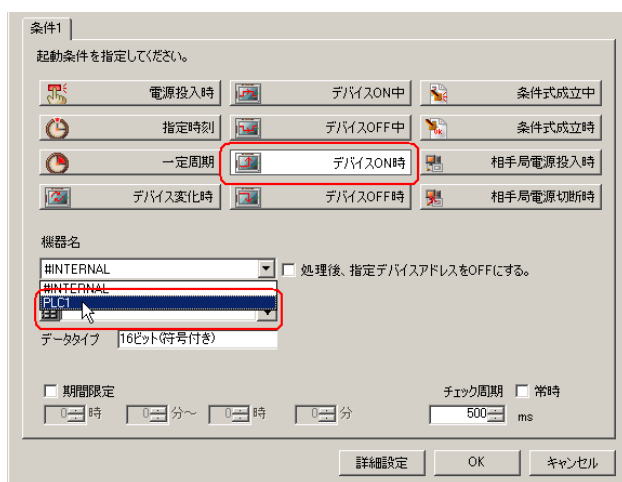 条件1
起動条件を指定してください。
電源投入時 デバイスON中 条件式成立中
指定時刻 デバイスOFF中 条件式成立時
一定周期 デバイスON時 相手局電源投入時
デバイス変化時 デバイスOFF時 相手局電源切断時
機器名
#INTERNAL 処理後、指定デバイスアドレスをOFFにする。
#INTERNAL
PLC1
データタイプ 16ビット(符号付き)
期間限定 チェック周期 常時
0 時 0 分~ 0 時 0 分 500 ms
詳細設定 OK キャンセル